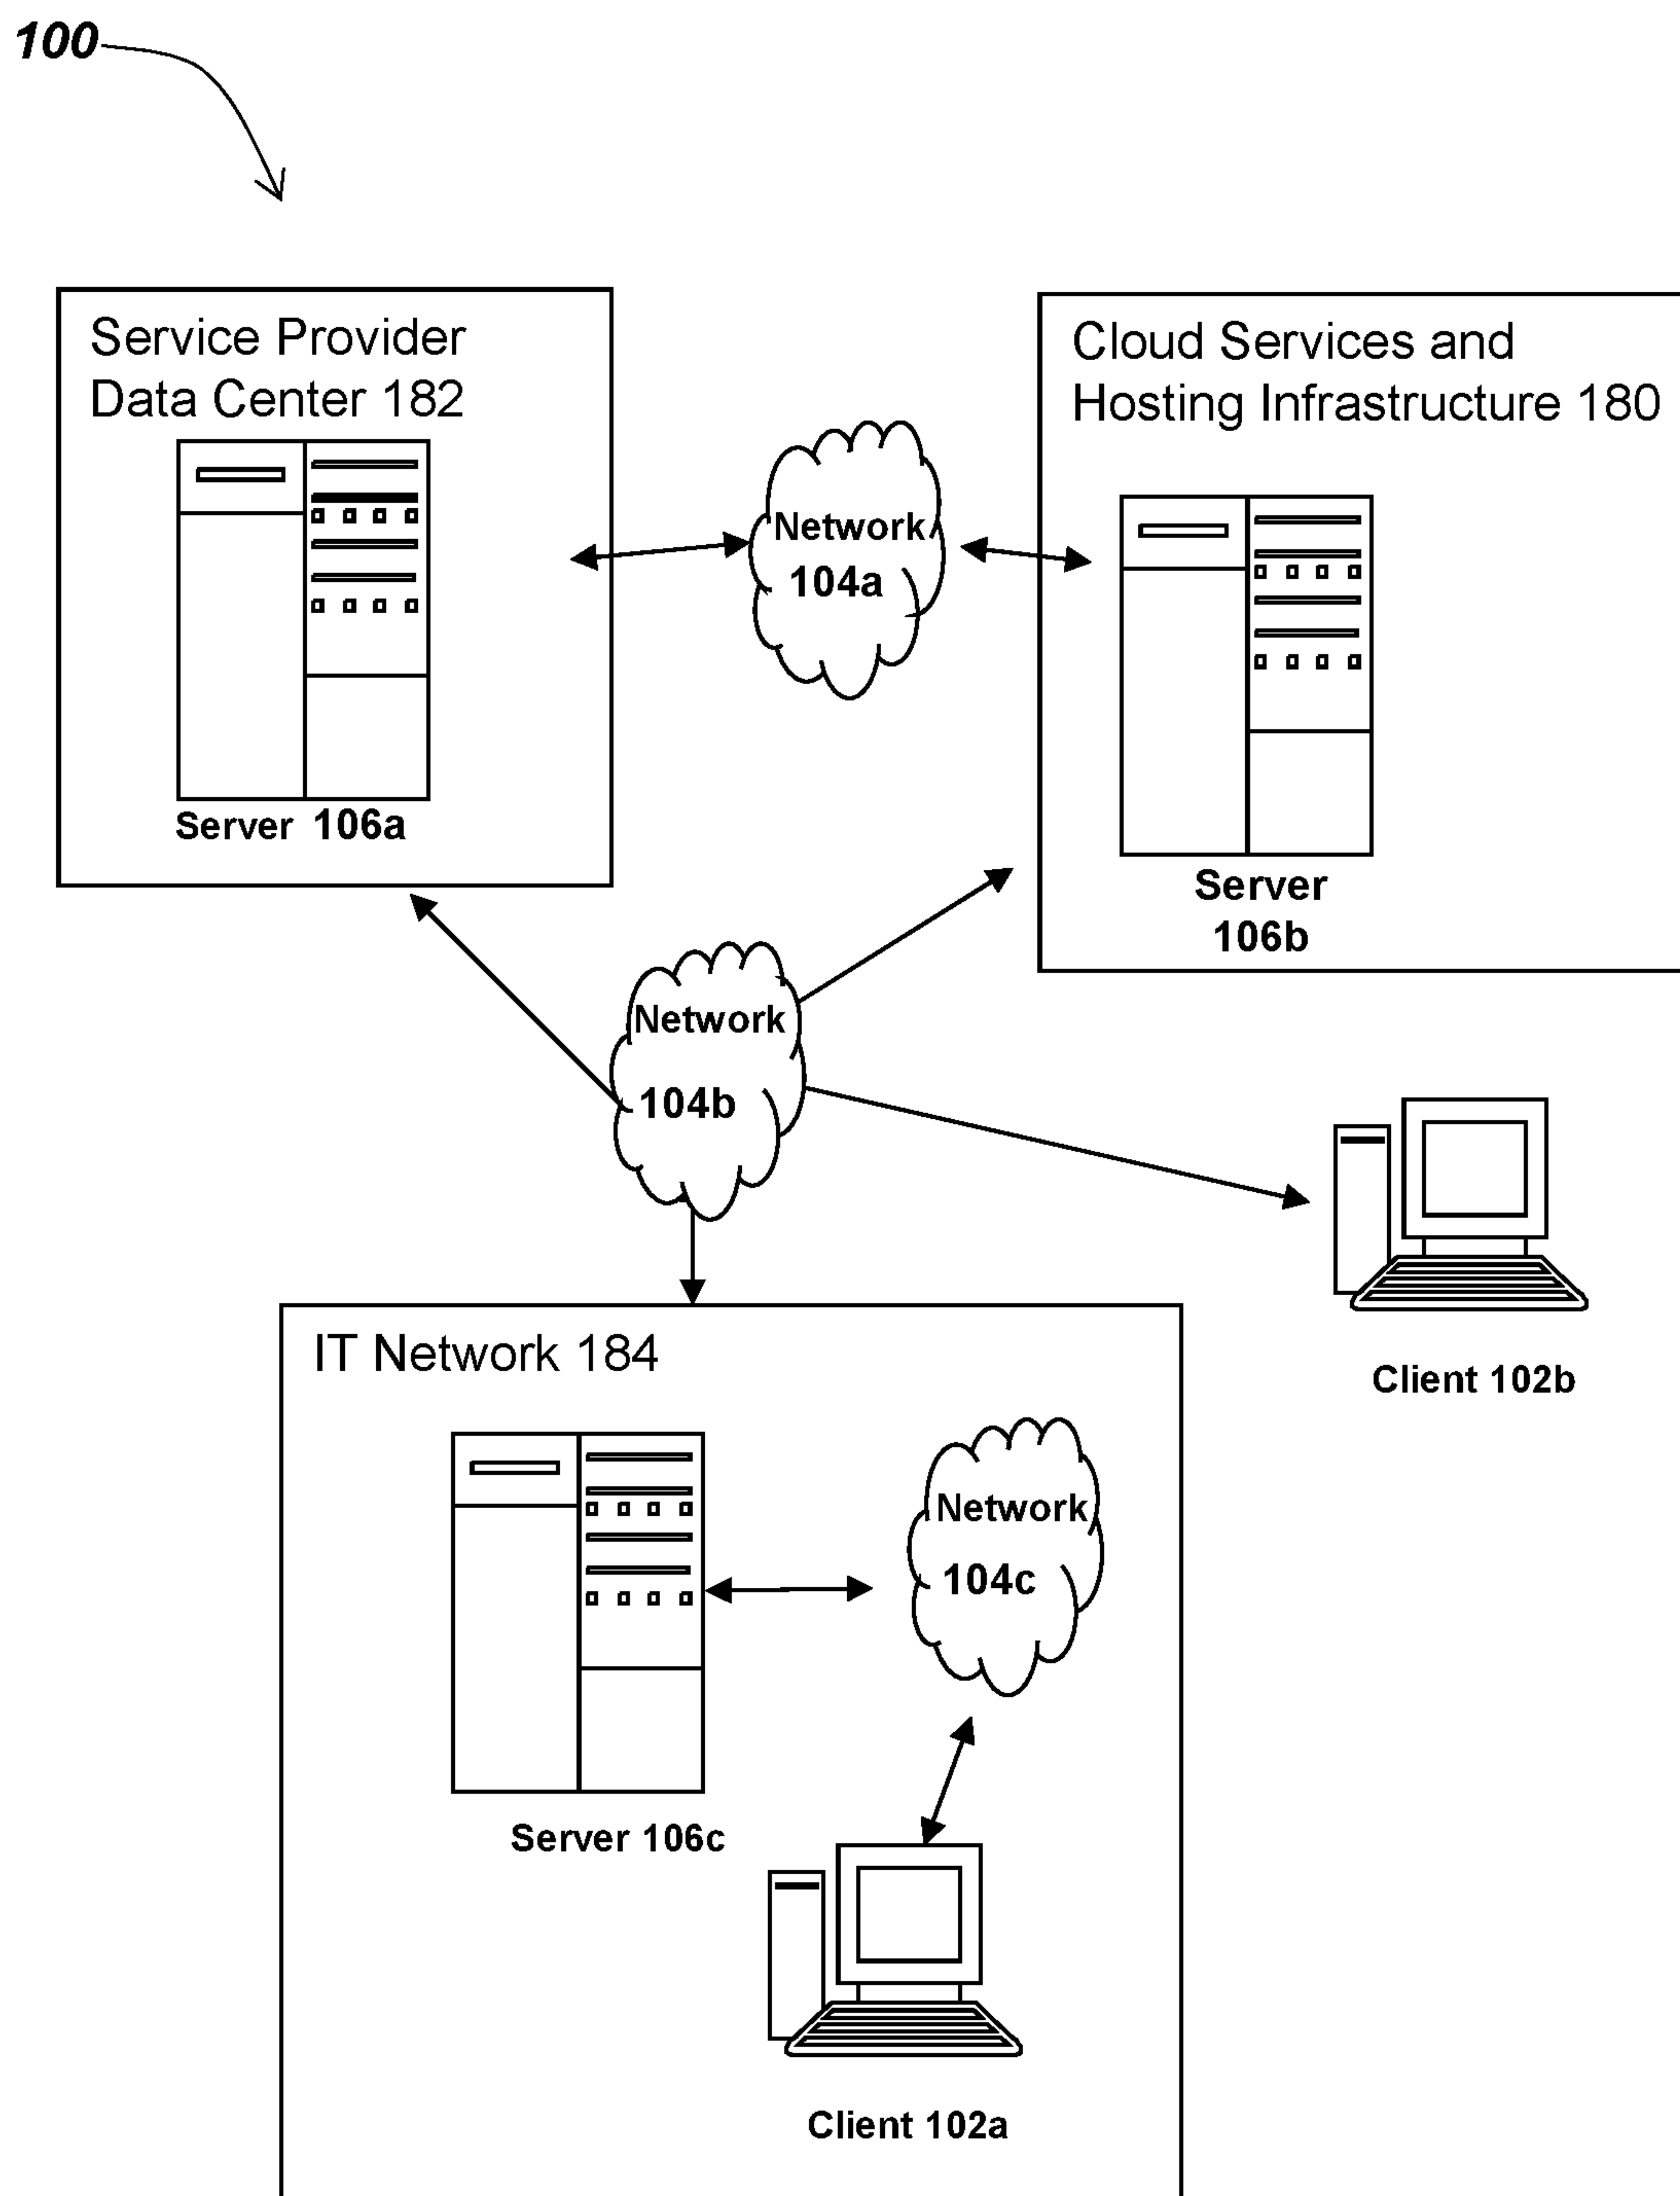 100
Service Provider
Data Center 182
Server 106a
Network
104a
Cloud Services and
Hosting Infrastructure 180
Server
106b
Network
104b
Client 102b
IT Network 184
Server 106c
Network
104c
Client 102a